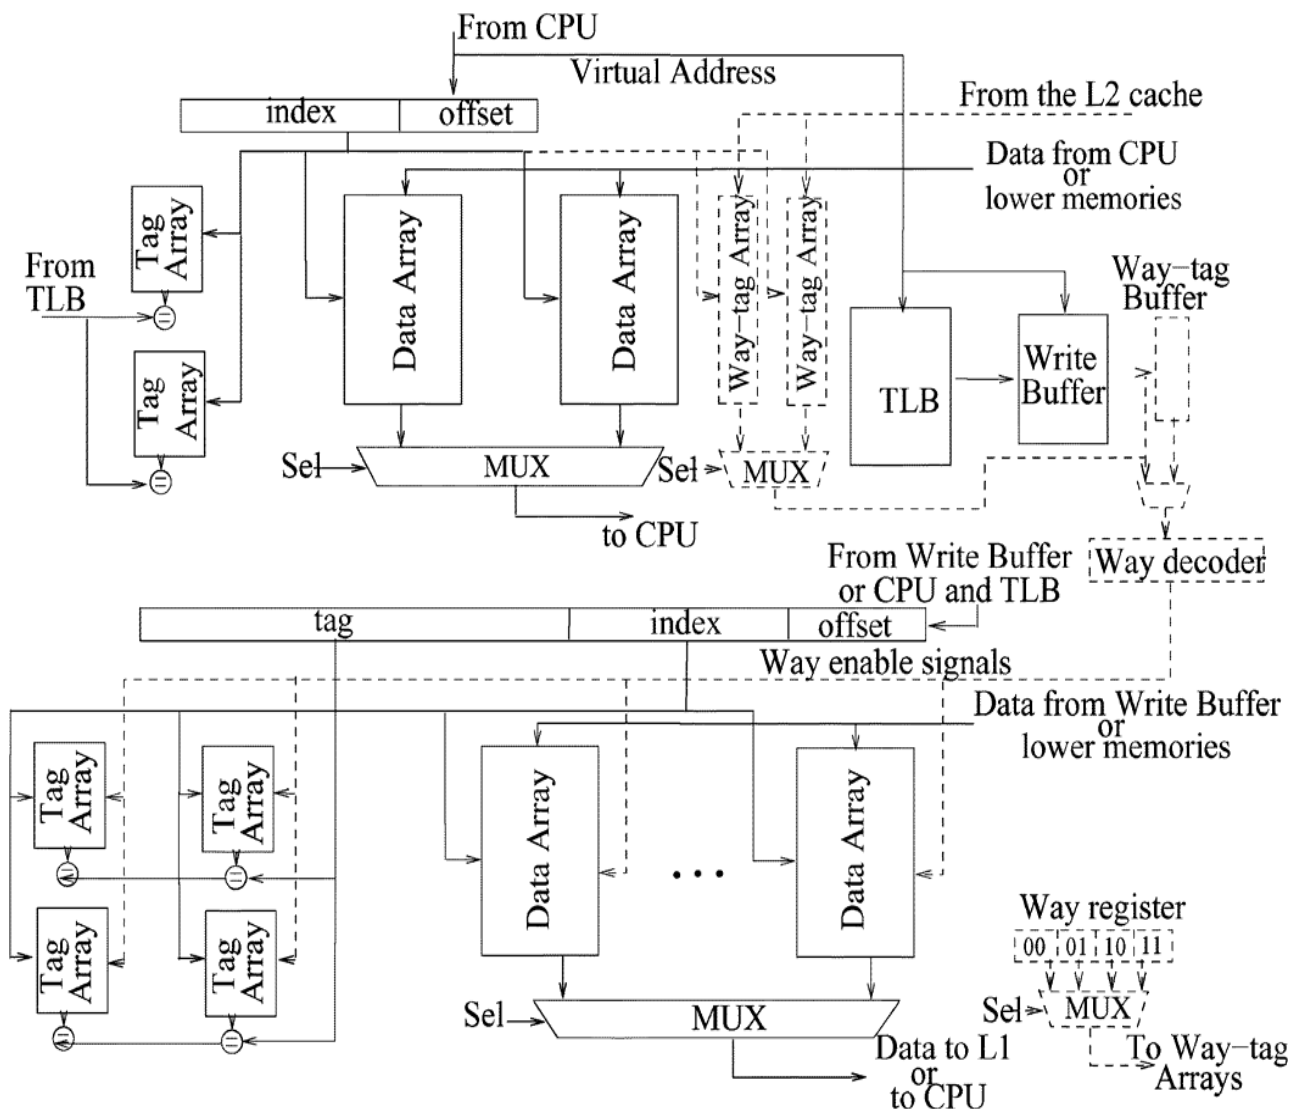 From CPU
Virtual Address
From the L2 cache
index
offset
Data from CPU
or
lower memories
Tag
Array
Data Array
Data Array
Way-tag Array
Way-tag Array
From
TLB
=
Way-tag
Buffer
Tag
Array
=
TLB
Write
Buffer
Sel
MUX
Sel
MUX
to CPU
From Write Buffer
or CPU and TLB
Way decoder
tag
index
offset
Way enable signals
Data from Write Buffer
or
lower memories
Tag
Array
Tag
Array
Data Array
...
Data Array
=
=
Tag
Array
Tag
Array
Way register
00
01
10
11
=
=
Sel
MUX
Sel
MUX
Data to L1
or
to CPU
To Way-tag
Arrays